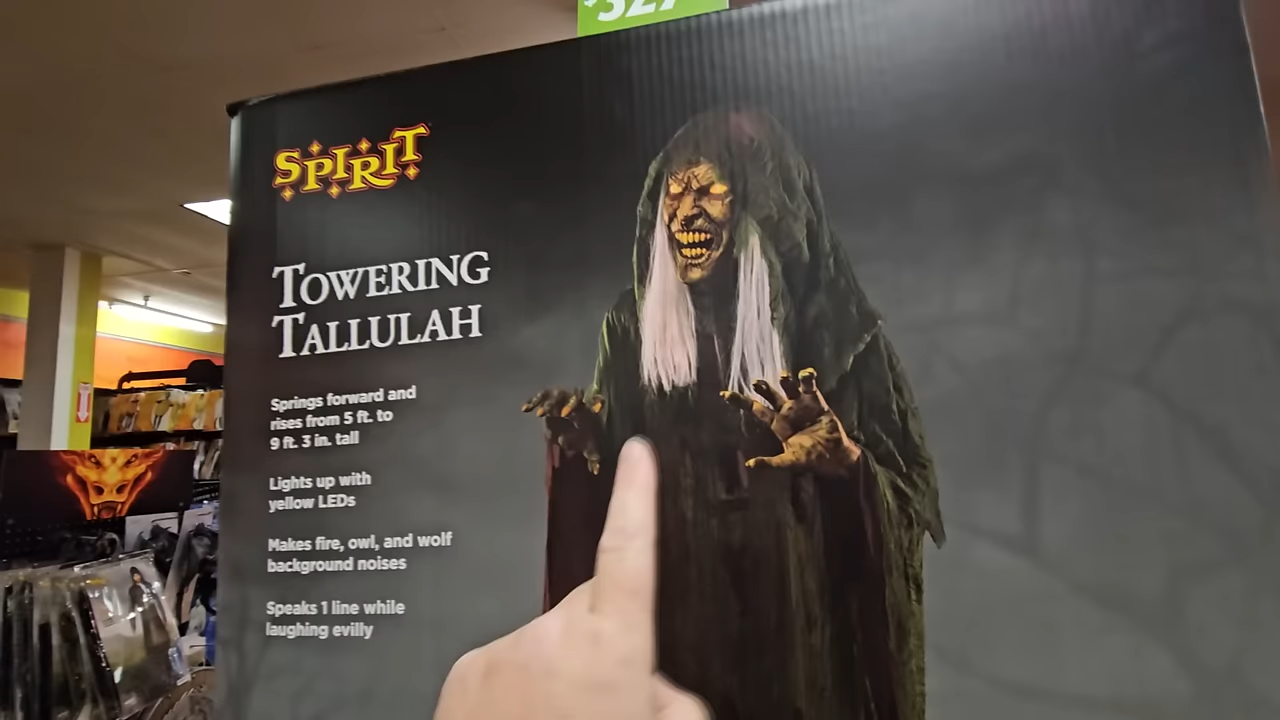 $327
SPIRIT
TOWERING
TALLULAH
Springs forward and
rises from 5 ft. to
9 ft. 3 in. tall
Lights up with
yellow LEDs
Makes fire, owl, and wolf
background noises
Speaks 1 line while
laughing evilly